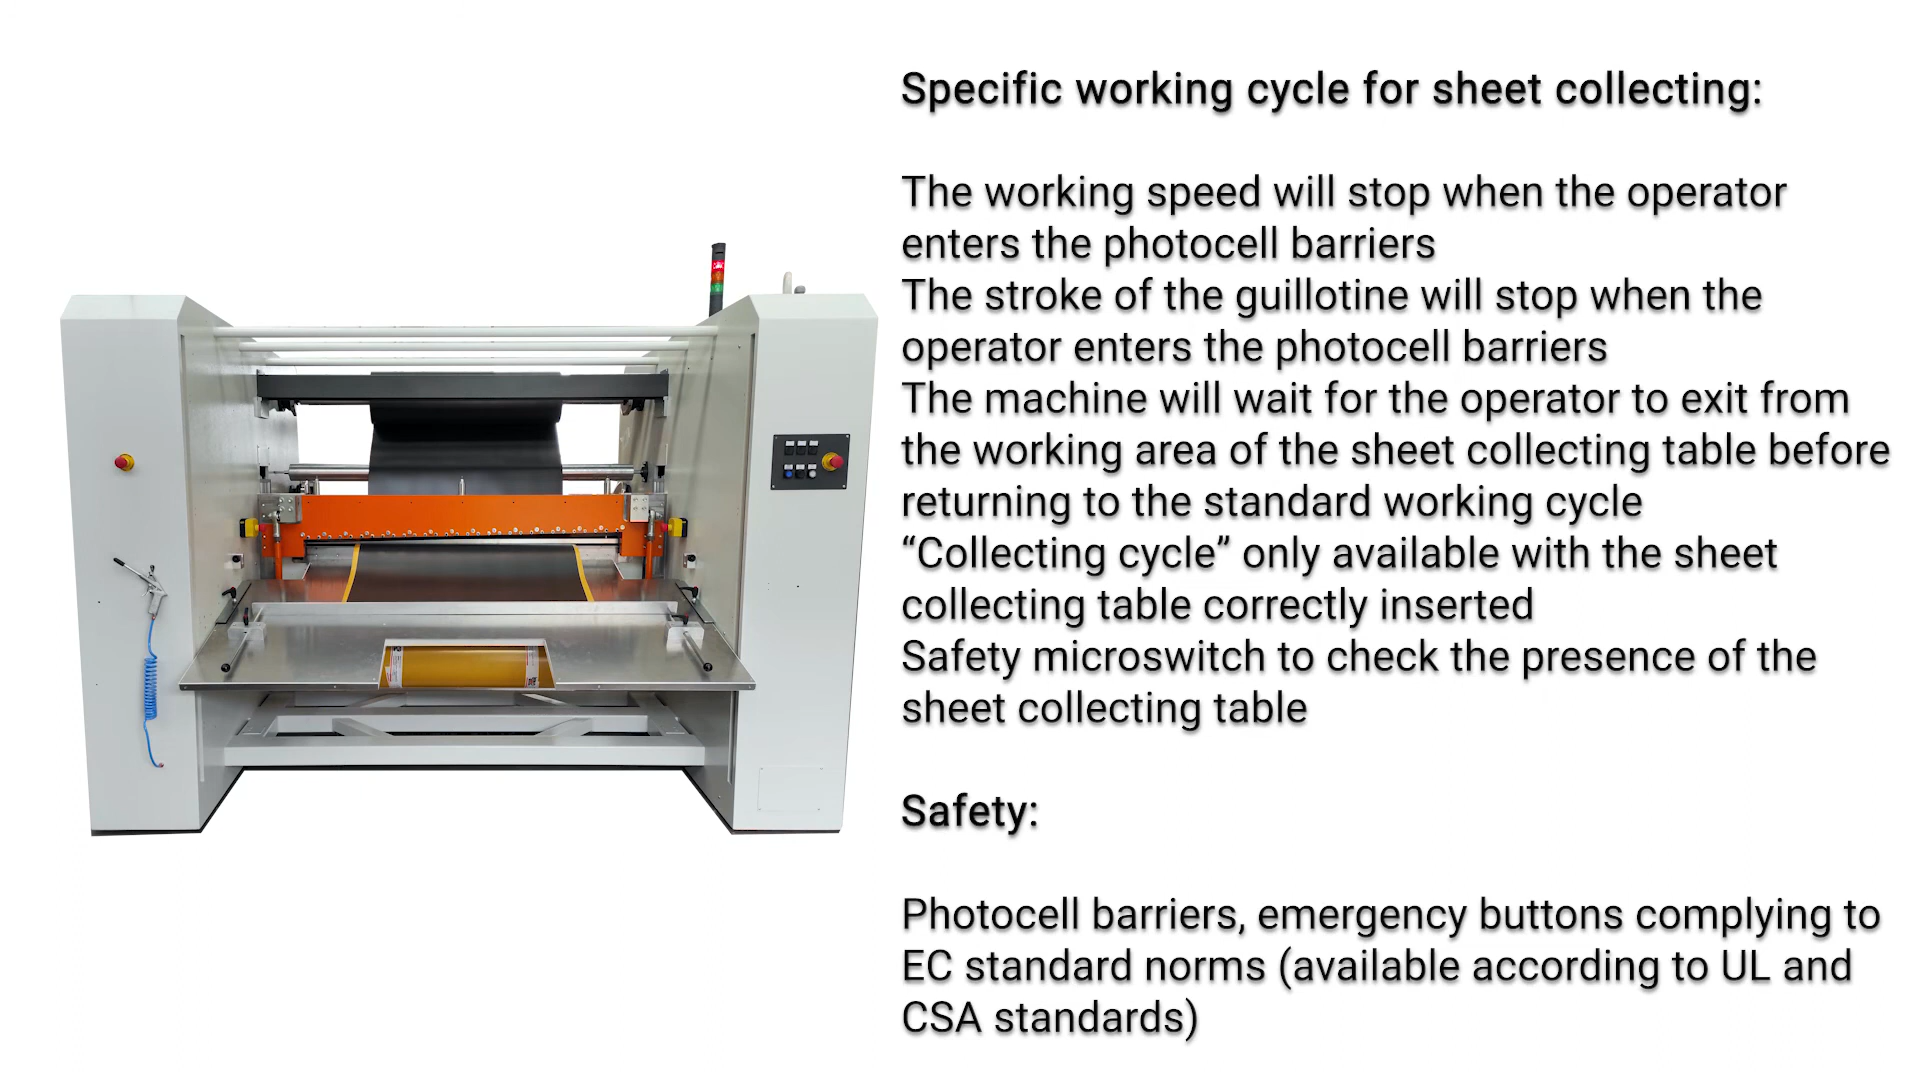 Specific working cycle for sheet collecting:
The working speed will stop when the operator
enters the photocell barriers
The stroke of the guillotine will stop when the
operator enters the photocell barriers
The machine will wait for the operator to exit from
the working area of the sheet collecting table before
returning to the standard working cycle
“Collecting cycle” only available with the sheet
collecting table correctly inserted
Safety microswitch to check the presence of the
sheet collecting table
Safety:
Photocell barriers, emergency buttons complying to
EC standard norms (available according to UL and
CSA standards)